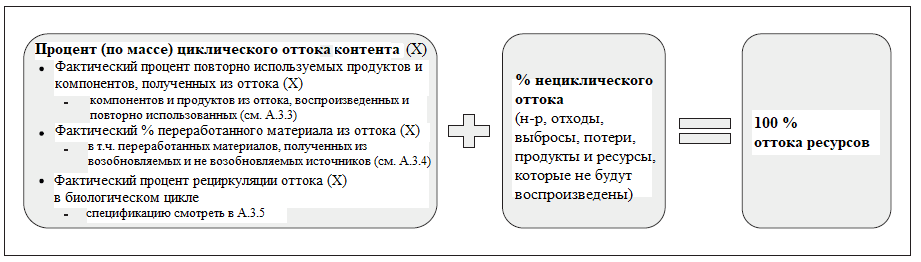 Процент (по массе) циклического оттока контента (X)
• Фактический процент повторно используемых продуктов и
компонентов, полученных из оттока (X)
- компонентов и продуктов из оттока, воспроизведенных и
повторно использованных (см. А.3.3)
• Фактический % переработанного материала из оттока (X)
- в т.ч. переработанных материалов, полученных из
возобновляемых и не возобновляемых источников (см. А.3.4)
• Фактический процент рециркуляции оттока (X)
в биологическом цикле
- спецификацию смотреть в А.3.5
+
% нециклического
оттока
(н-р, отходы,
выбросы, потери,
продукты и ресурсы,
которые не будут
воспроизведены)
=
100 %
оттока ресурсов